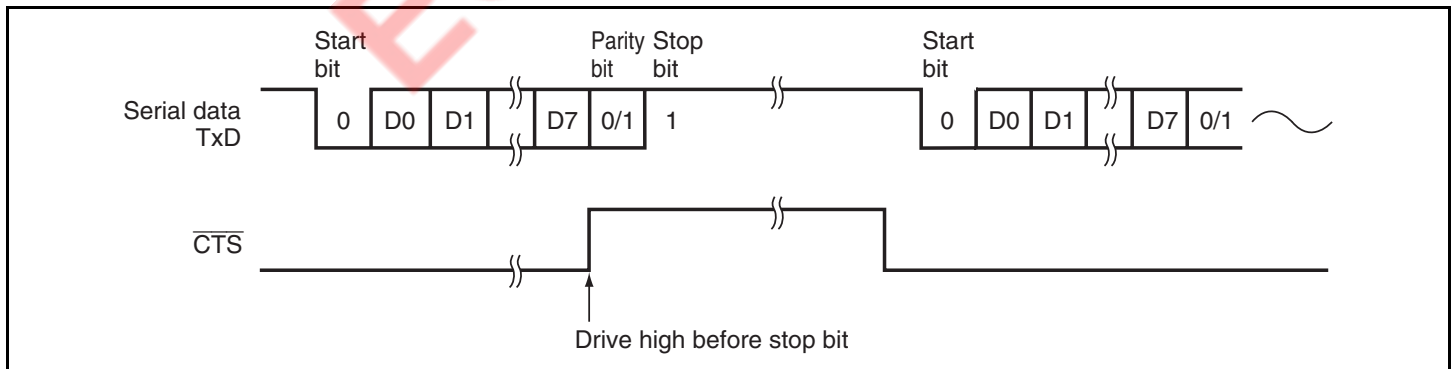 Start bit
Parity bit
Stop bit
Start bit
Serial data TxD
0 D0 D1 D7 0/1 1 0 D0 D1 D7 0/1
CTS
Drive high before stop bit